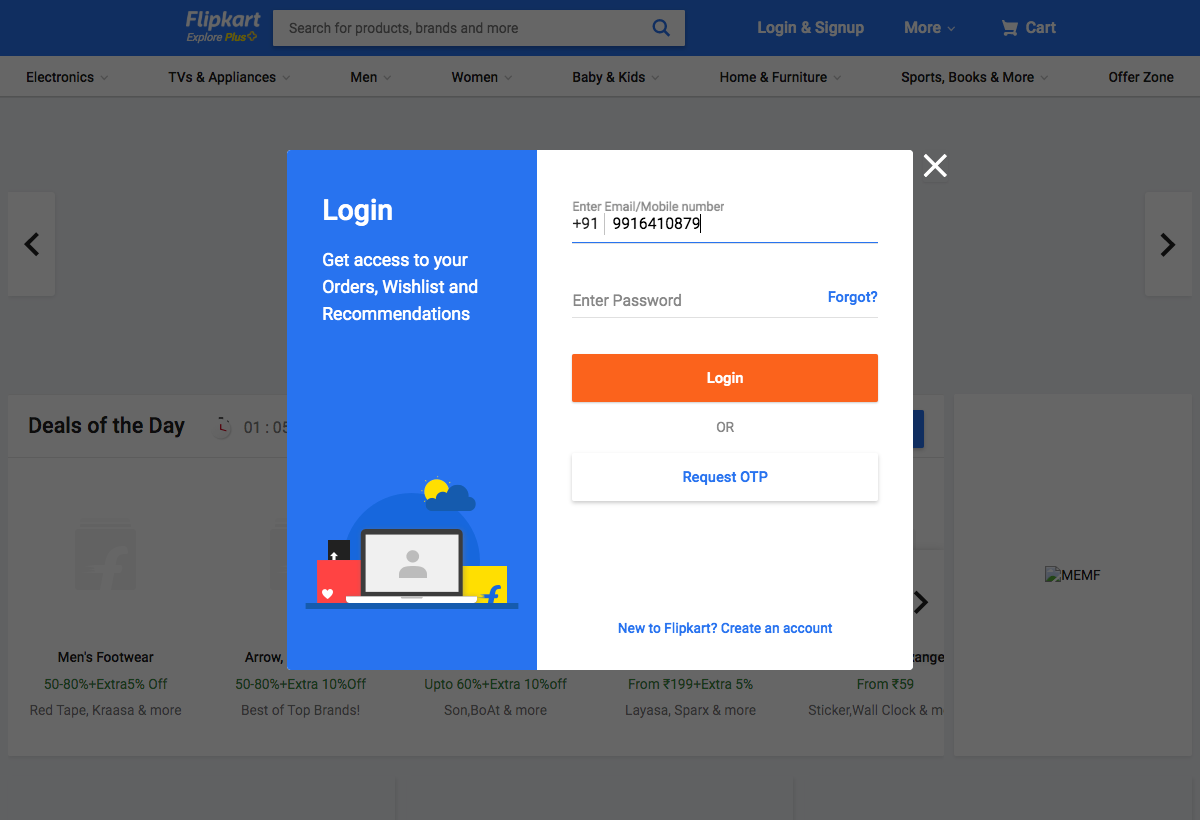 Flipkart
Explore Plus
Search for products, brands and more
Login & Signup
More
Cart
Electronics
TVs & Appliances
Men
Women
Baby & Kids
Home & Furniture
Sports, Books & More
Offer Zone
Login
Get access to your
Orders, Wishlist and
Recommendations
Enter Email/Mobile number
+91 9916410879
Enter Password
Forgot?
Login
OR
Request OTP
New to Flipkart? Create an account
Deals of the Day
01 : 05
MEMF
Men's Footwear
50-80%+Extra5% Off
Red Tape, Kraasa & more
Arrow,
50-80%+Extra 10%Off
Best of Top Brands!
Upto 60%+Extra 10%off
Son,BoAt & more
From ₹199+Extra 5%
Layasa, Sparx & more
From ₹59
Sticker,Wall Clock & m